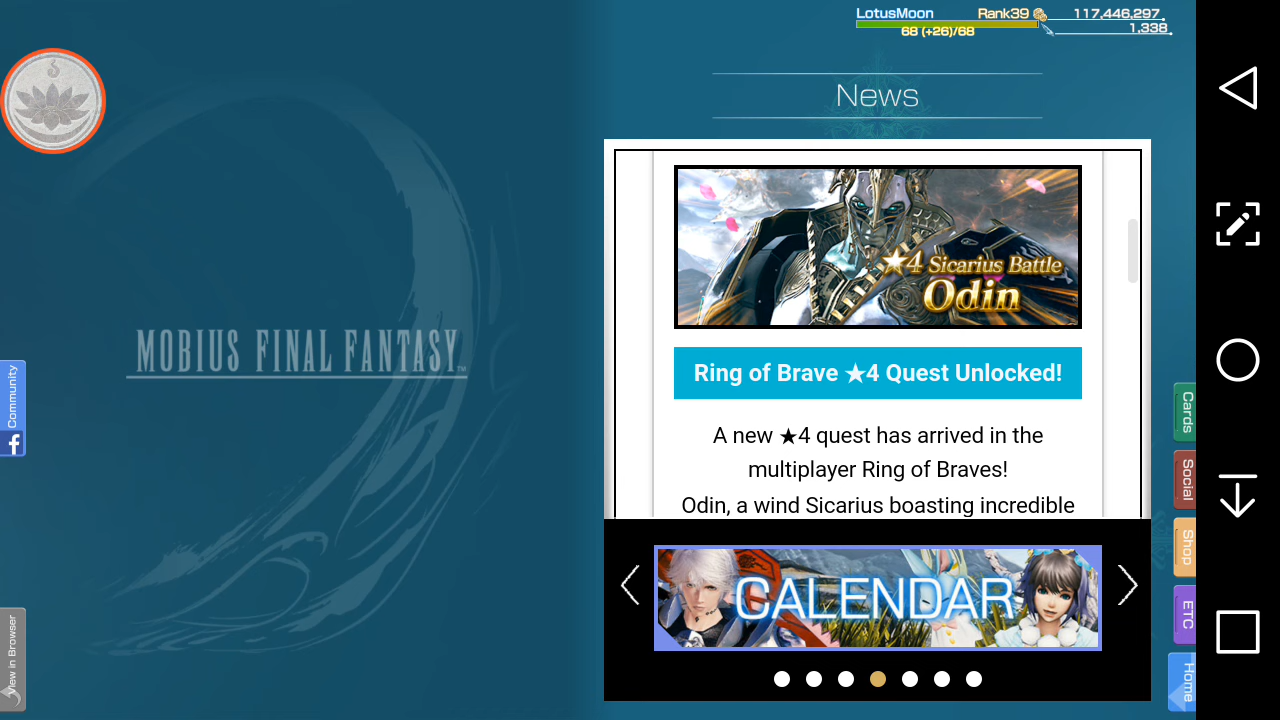 LotusMoon Rank39 117,446,297
68 (+26)/68 1,338
News
★4 Sicarius Battle
Odin
Ring of Brave ★4 Quest Unlocked!
A new ★4 quest has arrived in the
multiplayer Ring of Braves!
Odin, a wind Sicarius boasting incredible
MOBIUS FINAL FANTASY™
CALENDAR
Community
View in Browser
Cards
Social
Shop
ETC
Home